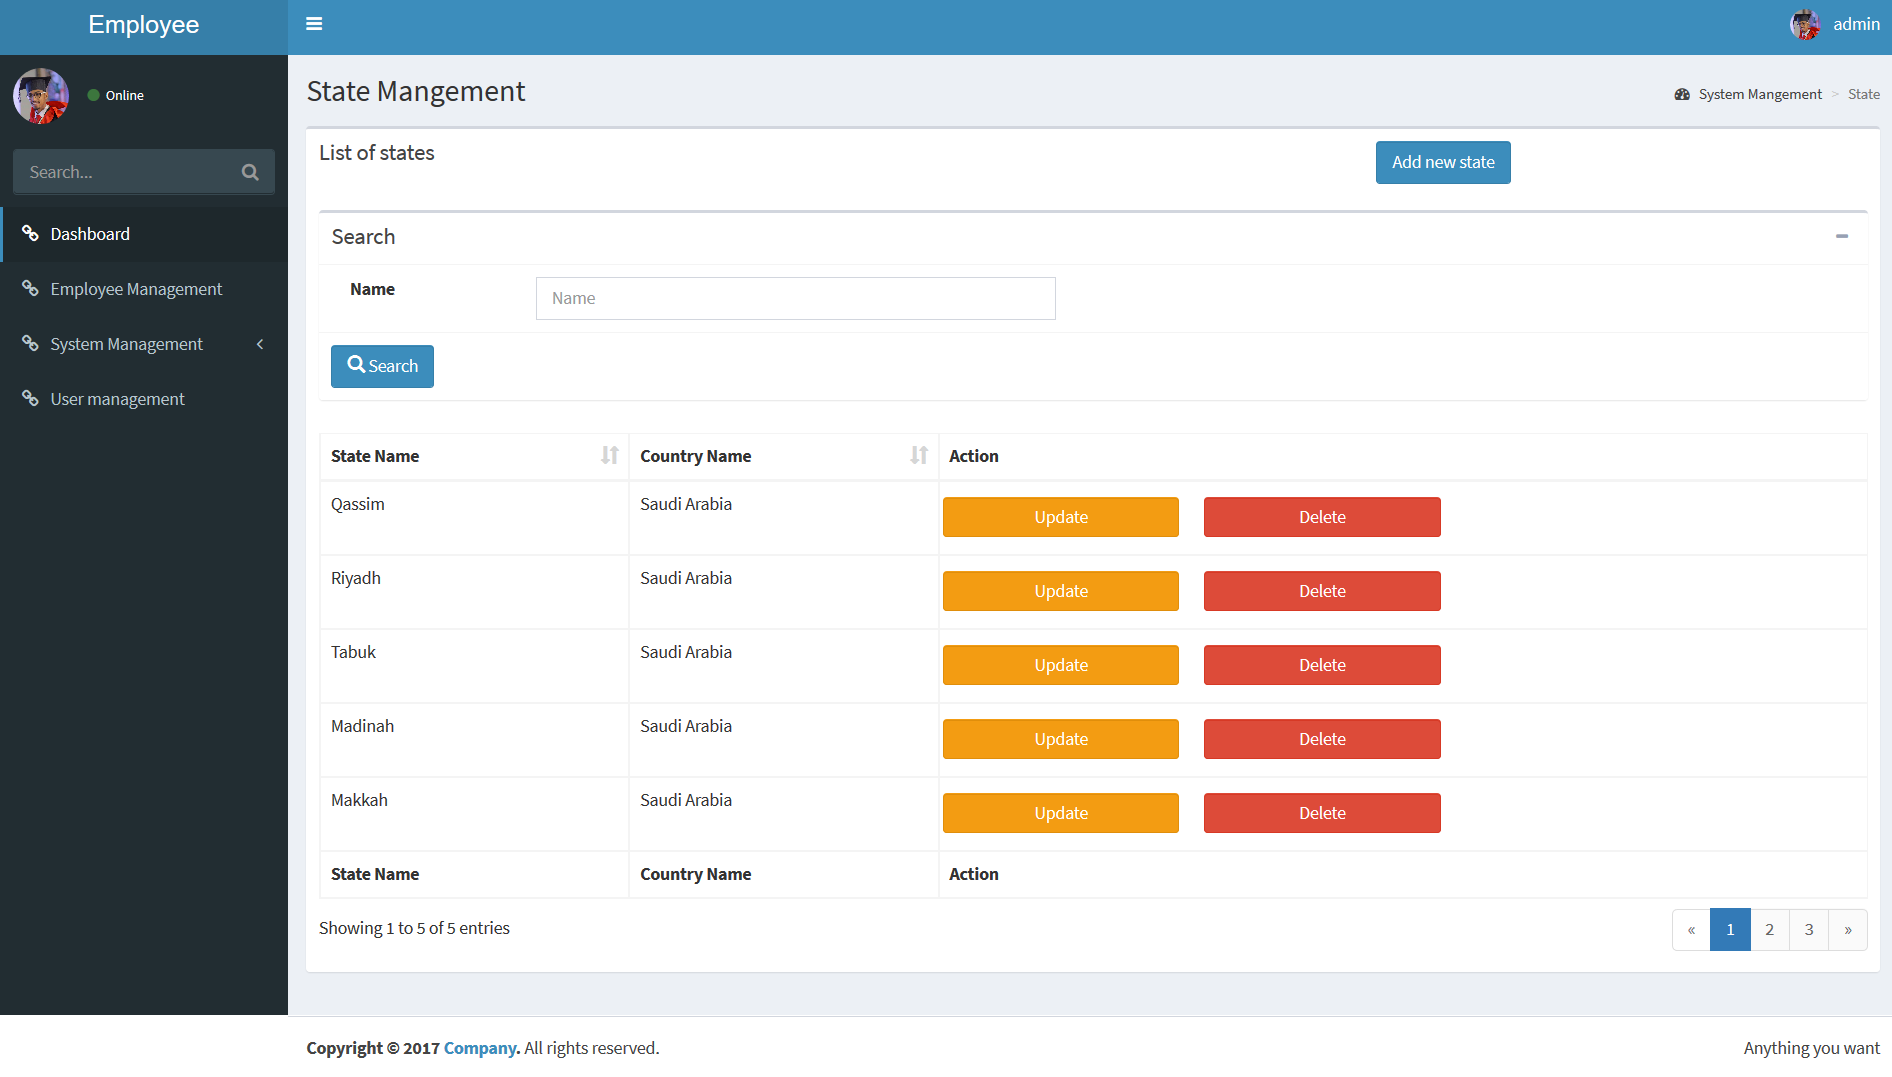 Employee
admin
Online
Search...
Dashboard
Employee Management
System Management
User management
State Mangement
System Mangement > State
List of states
Add new state
Search
Name
Name
Search
State Name Country Name Action
Qassim Saudi Arabia Update Delete
Riyadh Saudi Arabia Update Delete
Tabuk Saudi Arabia Update Delete
Madinah Saudi Arabia Update Delete
Makkah Saudi Arabia Update Delete
State Name Country Name Action
Showing 1 to 5 of 5 entries
« 1 2 3 »
Copyright © 2017 Company. All rights reserved.
Anything you want